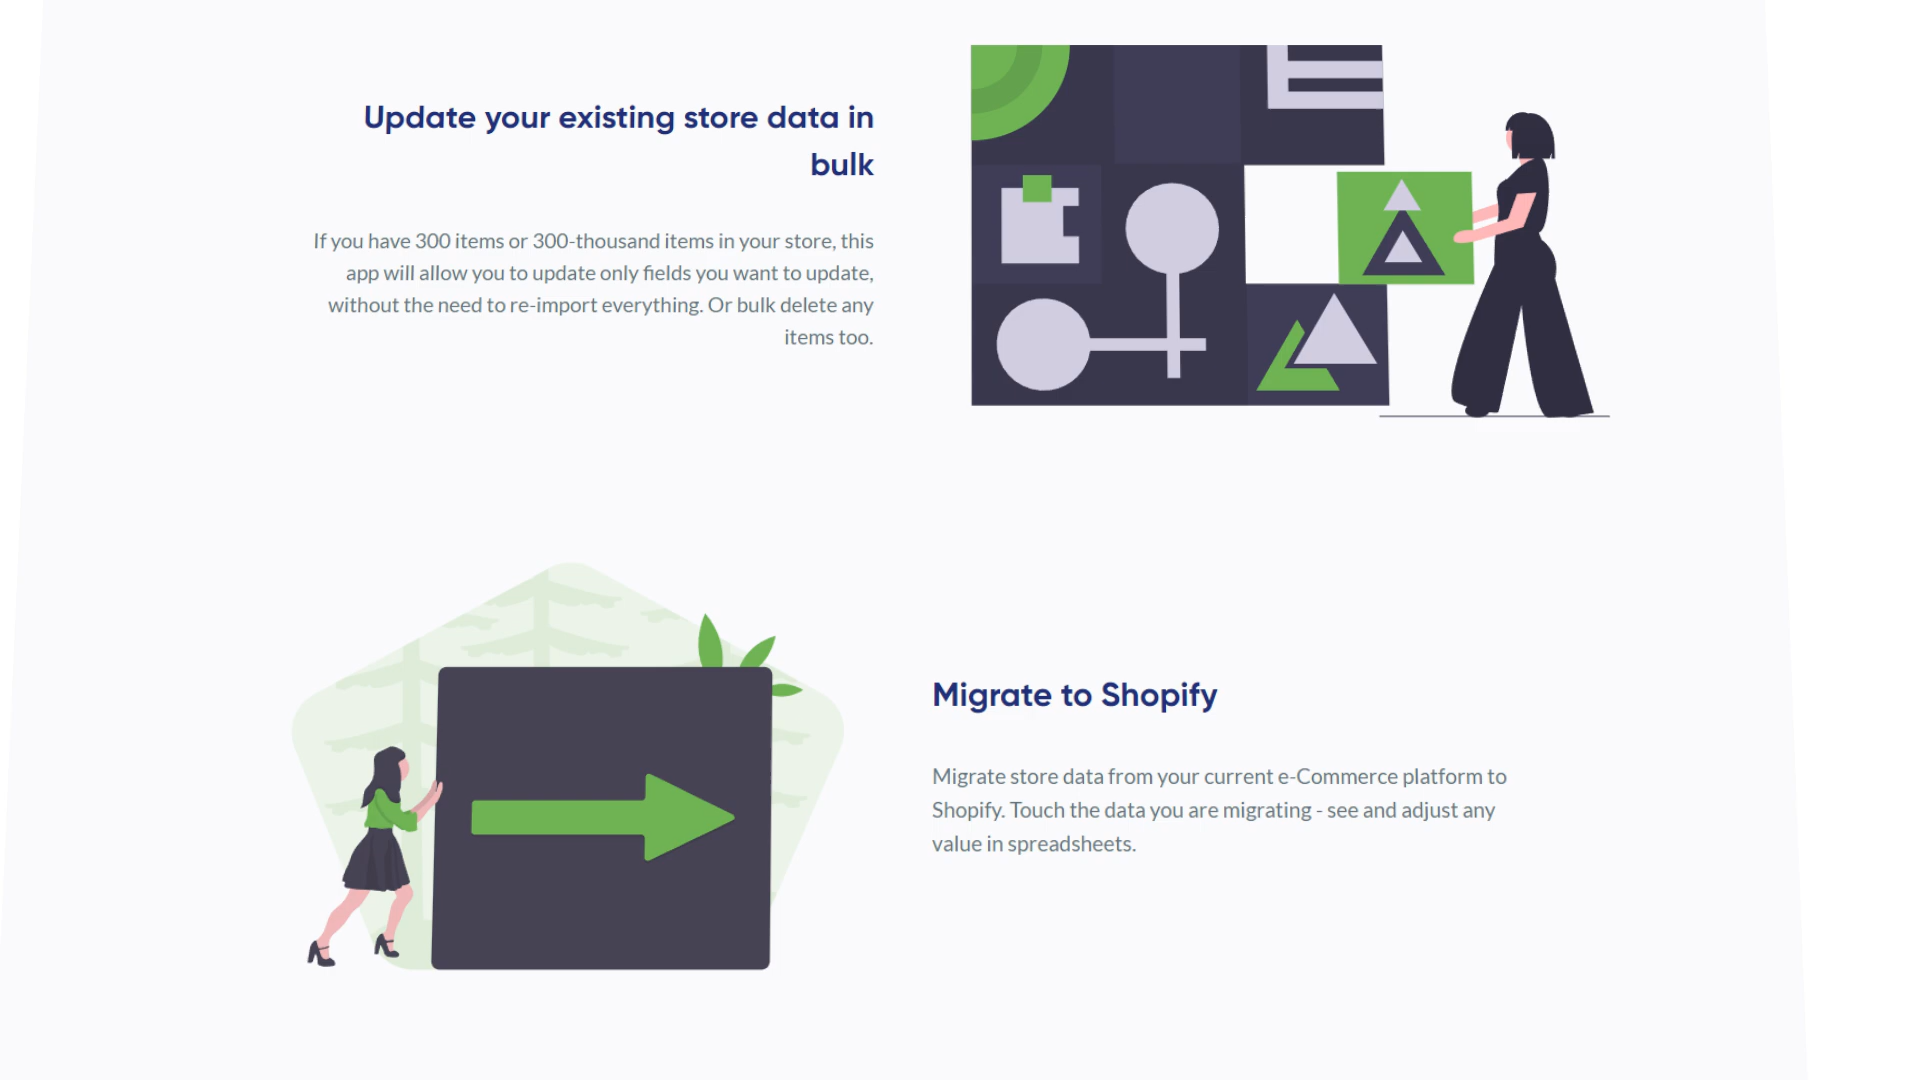 Update your existing store data in
bulk
If you have 300 items or 300-thousand items in your store, this
app will allow you to update only fields you want to update,
without the need to re-import everything. Or bulk delete any
items too.
Migrate to Shopify
Migrate store data from your current e-Commerce platform to
Shopify. Touch the data you are migrating - see and adjust any
value in spreadsheets.